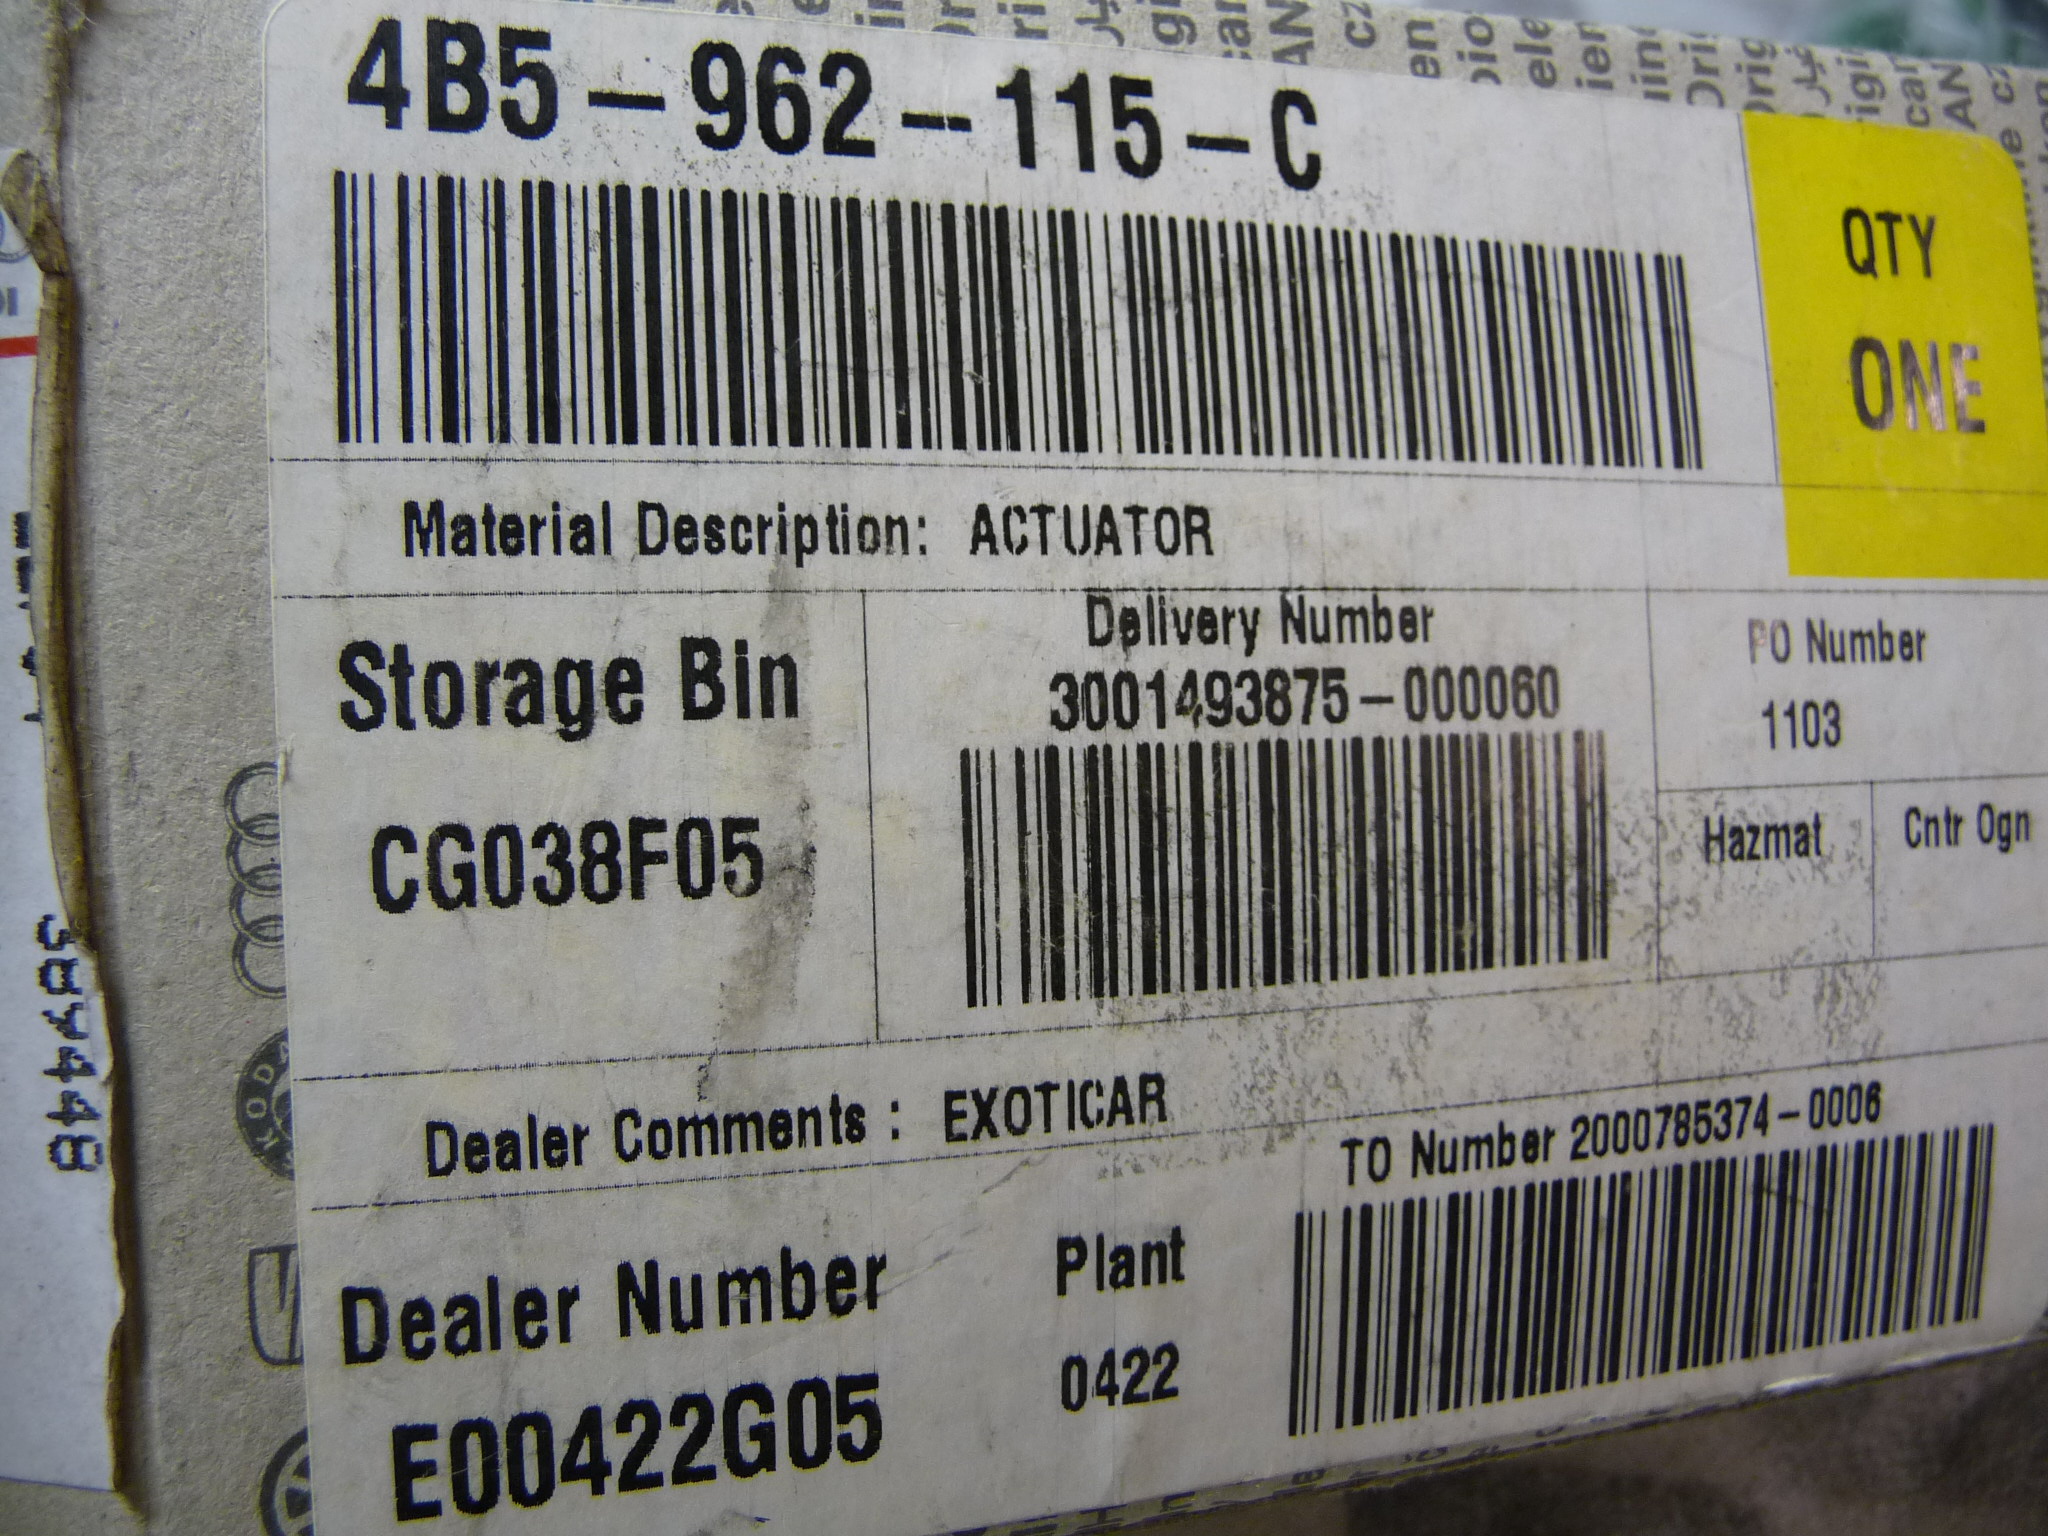 4B5-962-115-C
QTY
ONE
Material Description: ACTUATOR
Storage Bin
CG038F05
Delivery Number
3001493875-000060
PO Number
1103
Hazmat
Cntr Ogn
Dealer Comments : EXOTICAR
TO Number 2000785374-0006
Dealer Number
E00422G05
Plant
0422